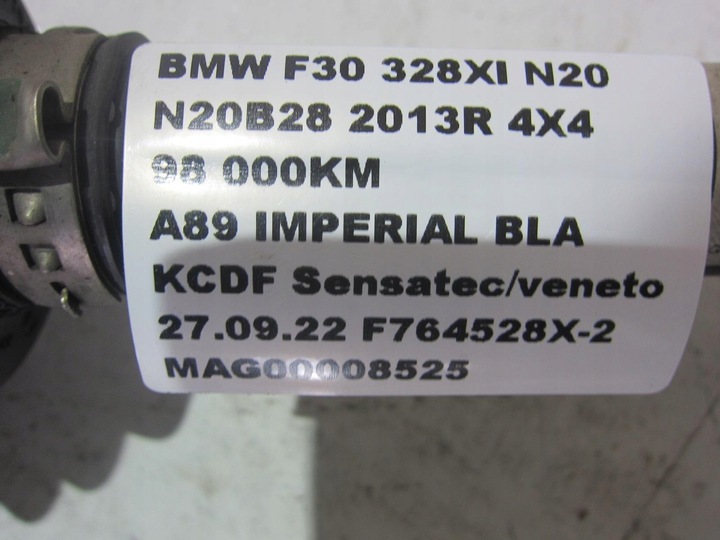 BMW F30 328XI N20
N20B28 2013R 4X4
98 000KM
A89 IMPERIAL BLA
KCDF Sensatec/veneto
27.09.22 F764528X-2
MAG00008525